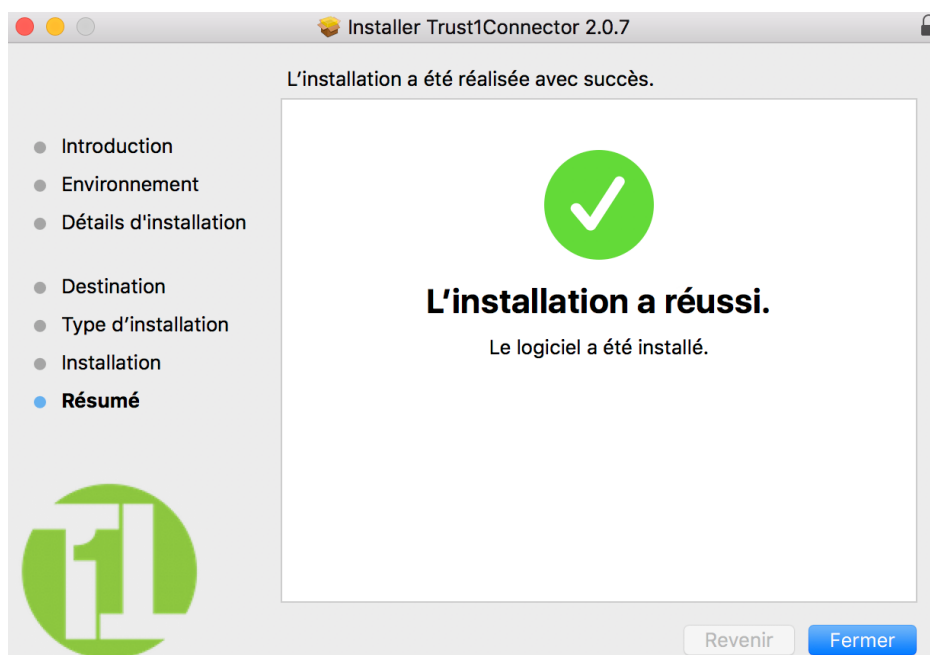 Installer Trust1Connector 2.0.7
L’installation a été réalisée avec succès.
Introduction
Environnement
Détails d'installation
Destination
Type d’installation
Installation
Résumé
L’installation a réussi.
Le logiciel a été installé.
1
Revenir
Fermer